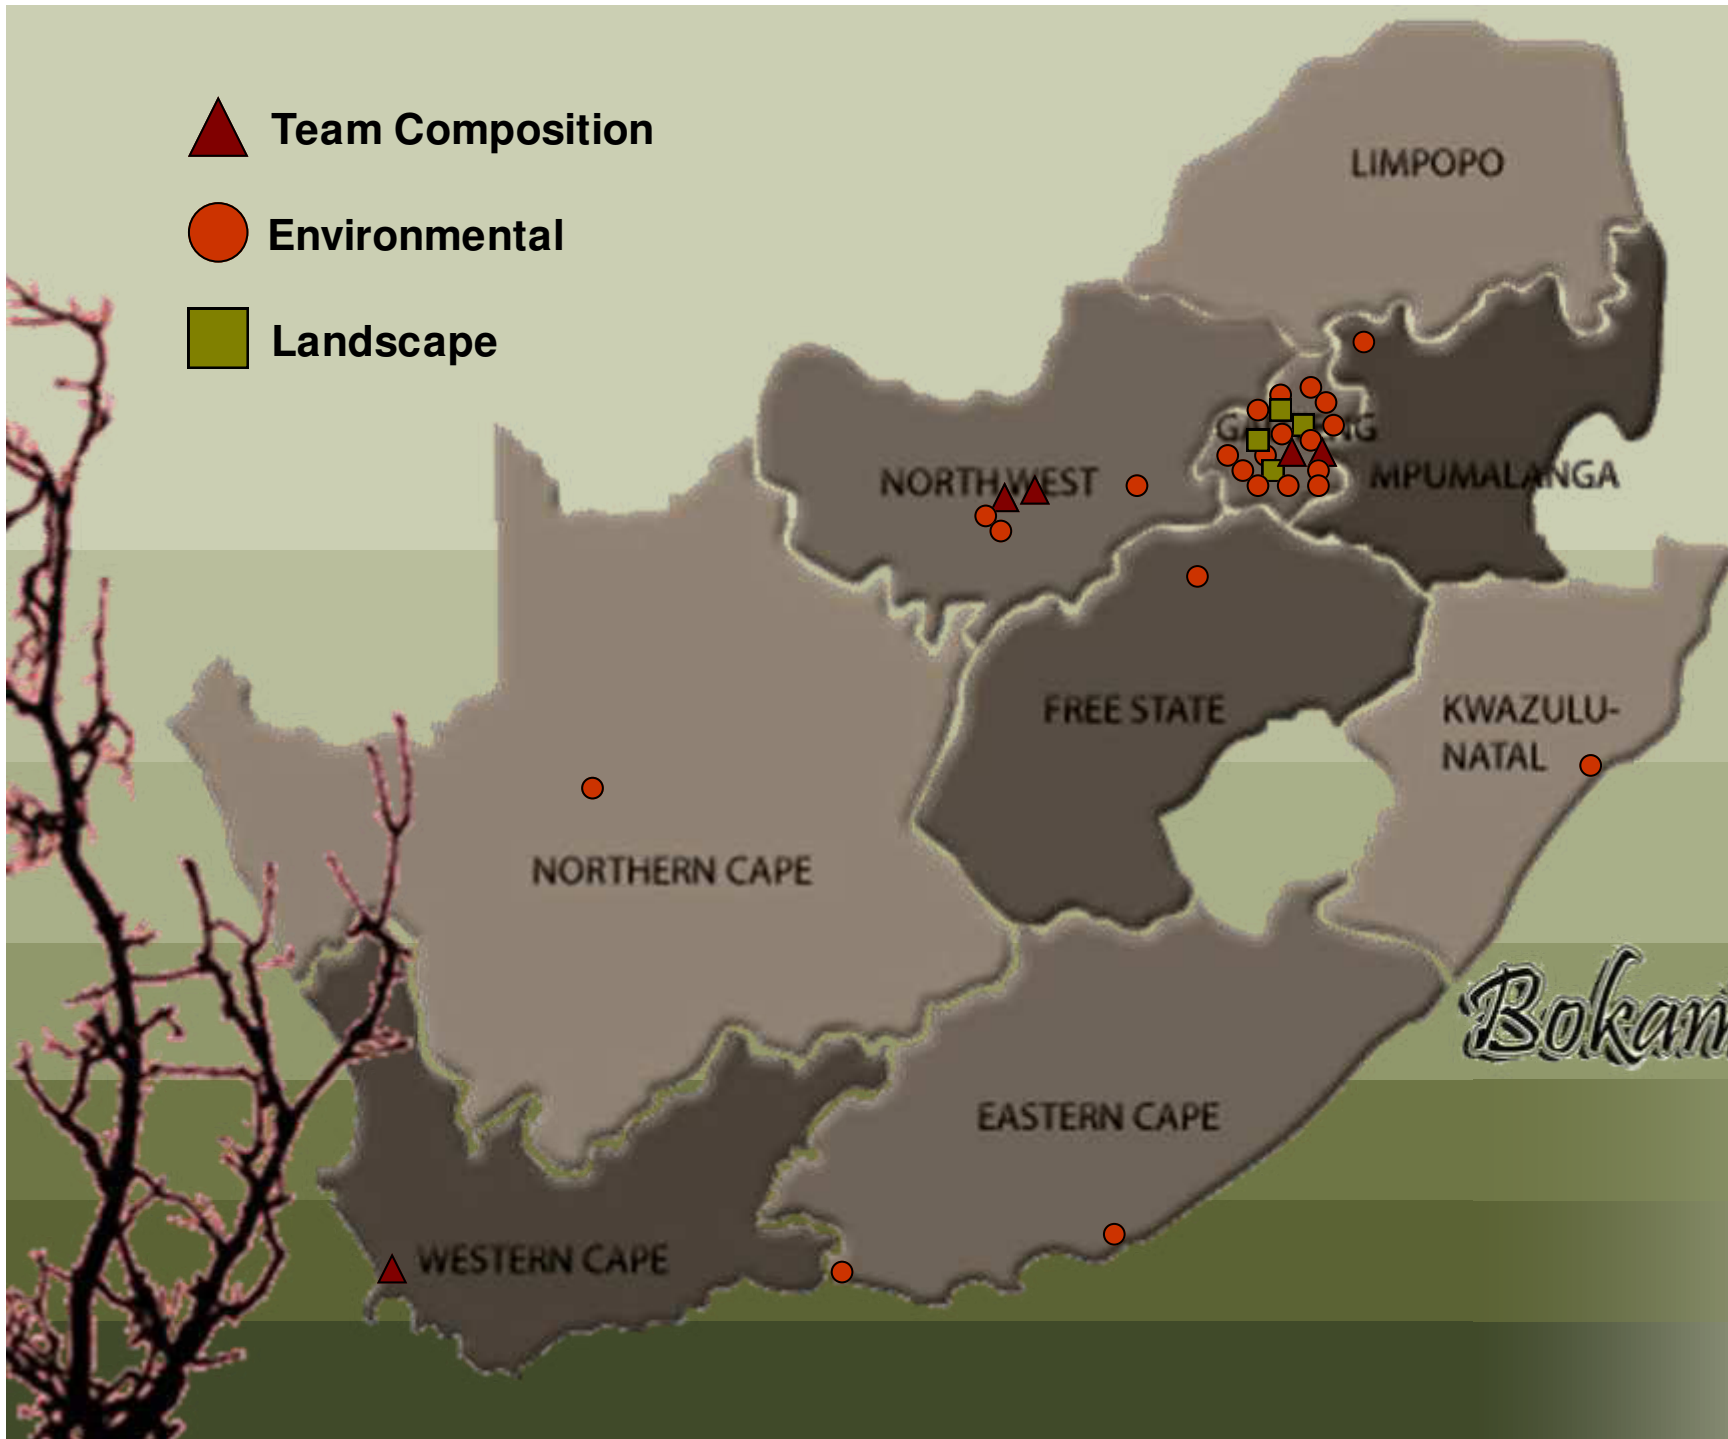 Team Composition
Environmental
Landscape
LIMPOPO
NORTH WEST
MPUMALANGA
FREE STATE
KWAZULU-
NATAL
NORTHERN CAPE
EASTERN CAPE
WESTERN CAPE